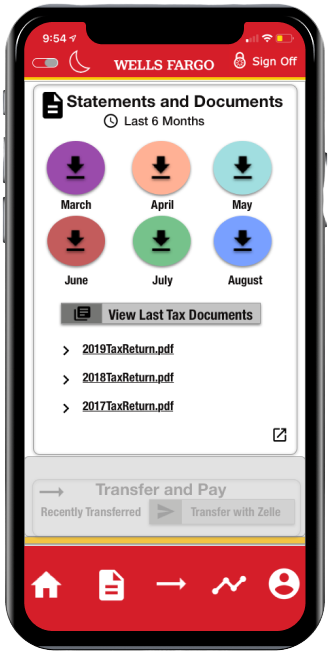 9:54
WELLS FARGO
Sign Off
Statements and Documents
Last 6 Months
March April May
June July August
View Last Tax Documents
2019TaxReturn.pdf
2018TaxReturn.pdf
2017TaxReturn.pdf
Transfer and Pay
Recently Transferred
Transfer with Zelle